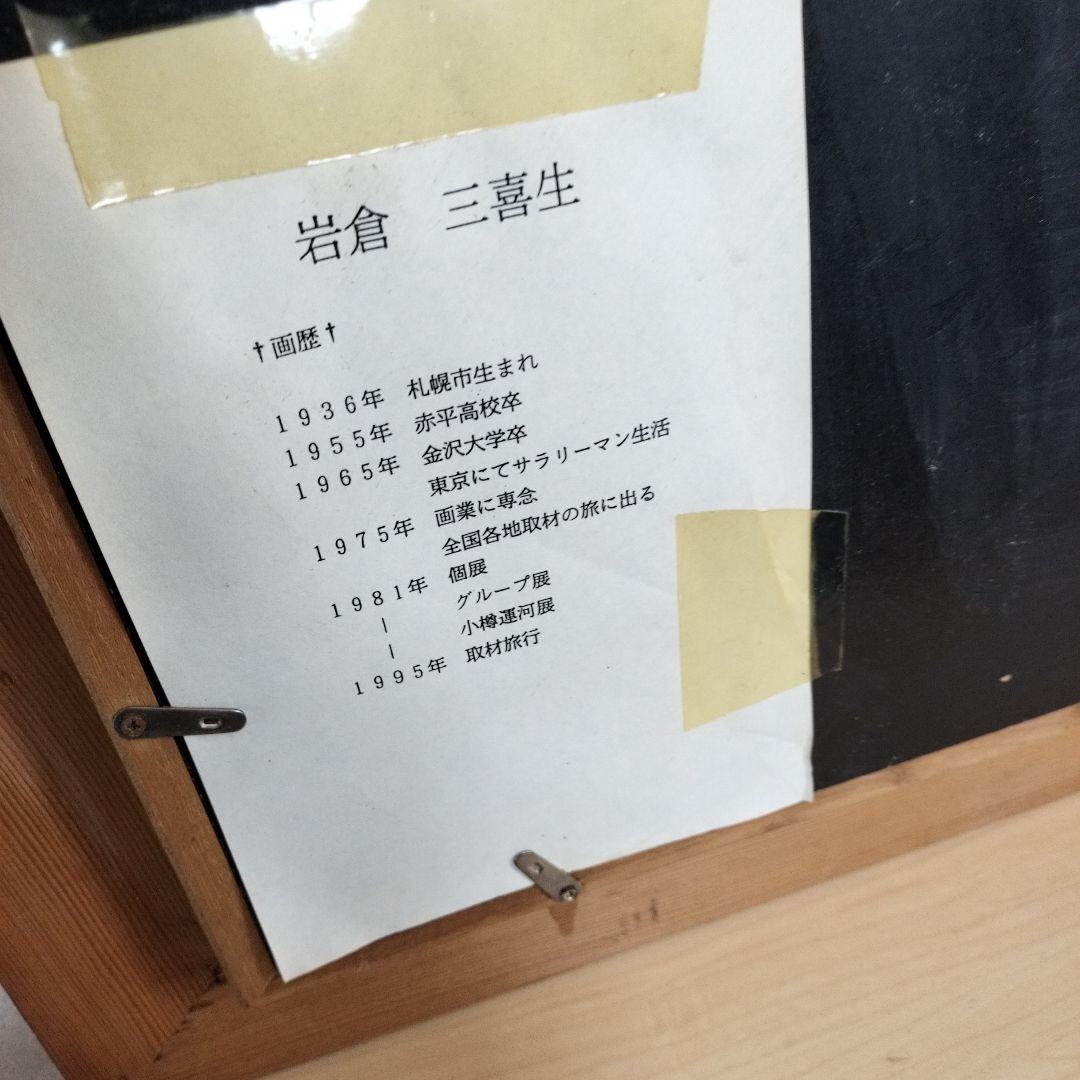 岩倉　三喜生
†画歴†
１９３６年　札幌市生まれ
１９５５年　赤平高校卒
１９６５年　金沢大学卒
東京にてサラリーマン生活
１９７５年　画業に専念
全国各地取材の旅に出る
１９８１年　個展
｜　グループ展
｜　小樽運河展
１９９５年　取材旅行